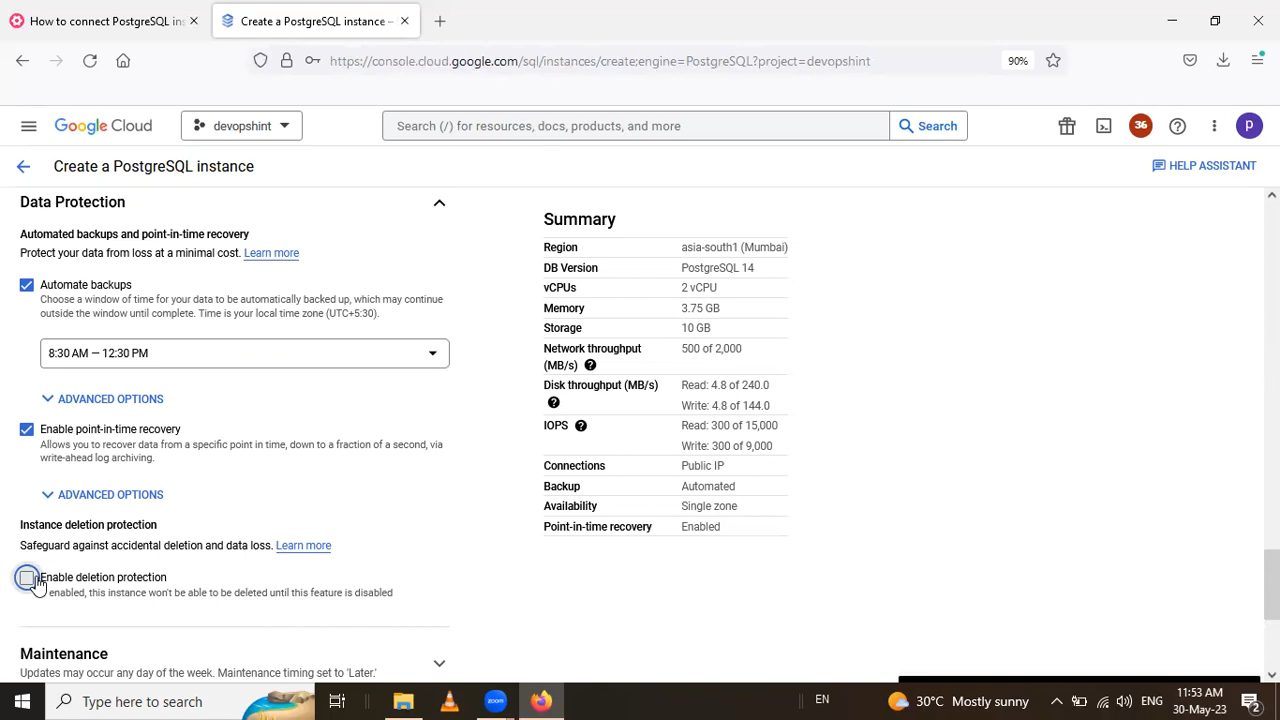 How to connect PostgreSQL ins
Create a PostgreSQL instance –
https://console.cloud.google.com/sql/instances/create;engine=PostgreSQL?project=devopshint
90%
Google Cloud
devopshint
Search (/) for resources, docs, products, and more
Search
36
p
Create a PostgreSQL instance
HELP ASSISTANT
Data Protection
Automated backups and point-in-time recovery
Protect your data from loss at a minimal cost. Learn more
Automate backups
Choose a window of time for your data to be automatically backed up, which may continue
outside the window until complete. Time is your local time zone (UTC+5:30).
8:30 AM — 12:30 PM
ADVANCED OPTIONS
Enable point-in-time recovery
Allows you to recover data from a specific point in time, down to a fraction of a second, via
write-ahead log archiving.
ADVANCED OPTIONS
Instance deletion protection
Safeguard against accidental deletion and data loss. Learn more
Enable deletion protection
enabled, this instance won't be able to be deleted until this feature is disabled
Maintenance
Updates may occur any day of the week. Maintenance timing set to 'Later.'
Summary
Region asia-south1 (Mumbai)
DB Version PostgreSQL 14
vCPUs 2 vCPU
Memory 3.75 GB
Storage 10 GB
Network throughput 500 of 2,000
(MB/s)
Disk throughput (MB/s) Read: 4.8 of 240.0
Write: 4.8 of 144.0
IOPS Read: 300 of 15,000
Write: 300 of 9,000
Connections Public IP
Backup Automated
Availability Single zone
Point-in-time recovery Enabled
Type here to search
EN
30°C Mostly sunny
ENG
11:53 AM
30-May-23
2